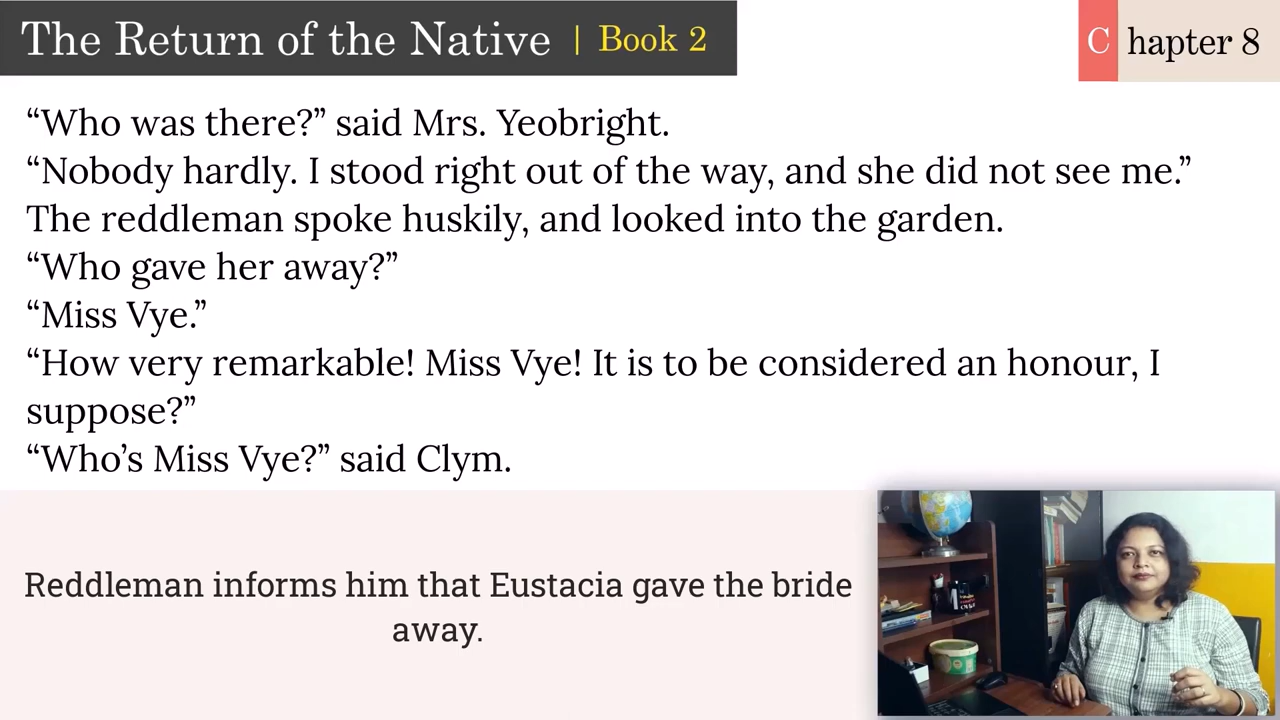 The Return of the Native | Book 2
Chapter 8
“Who was there?” said Mrs. Yeobright.
“Nobody hardly. I stood right out of the way, and she did not see me.”
The reddleman spoke huskily, and looked into the garden.
“Who gave her away?”
“Miss Vye.”
“How very remarkable! Miss Vye! It is to be considered an honour, I
suppose?”
“Who’s Miss Vye?” said Clym.
Reddleman informs him that Eustacia gave the bride
away.